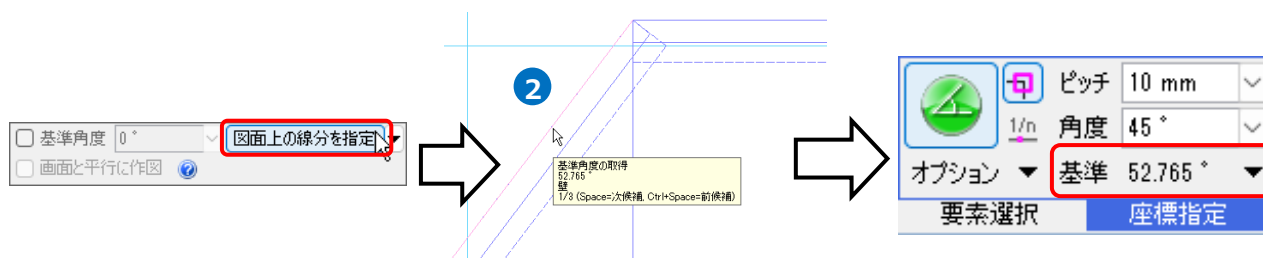 基準角度 0° 図面上の線分を指定
画面と平行に作図
2
基準角度の取得
52.765 °
壁
1/3 (Space=次候補, Ctrl+Space=前候補)
ピッチ 10 mm
1/n 角度 45 °
オプション 基準 52.765 °
要素選択 座標指定